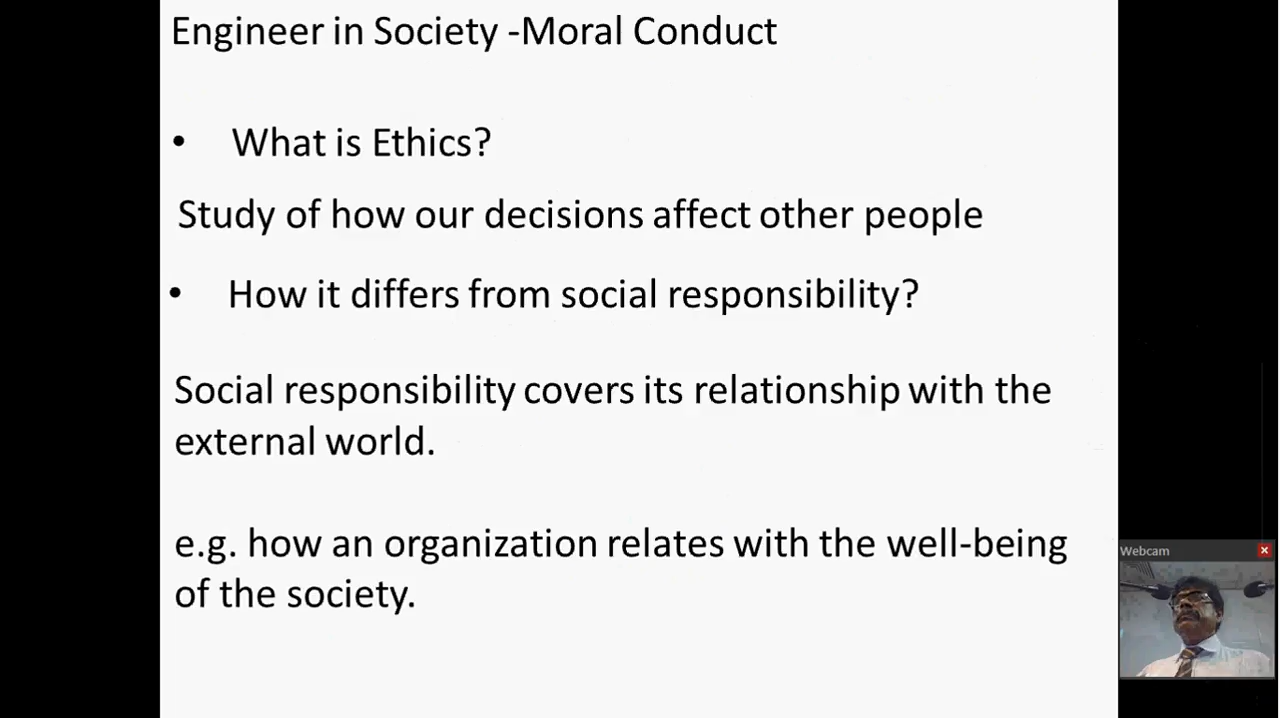 Engineer in Society -Moral Conduct
• What is Ethics?
Study of how our decisions affect other people
• How it differs from social responsibility?
Social responsibility covers its relationship with the
external world.
e.g. how an organization relates with the well-being
of the society.
Webcam